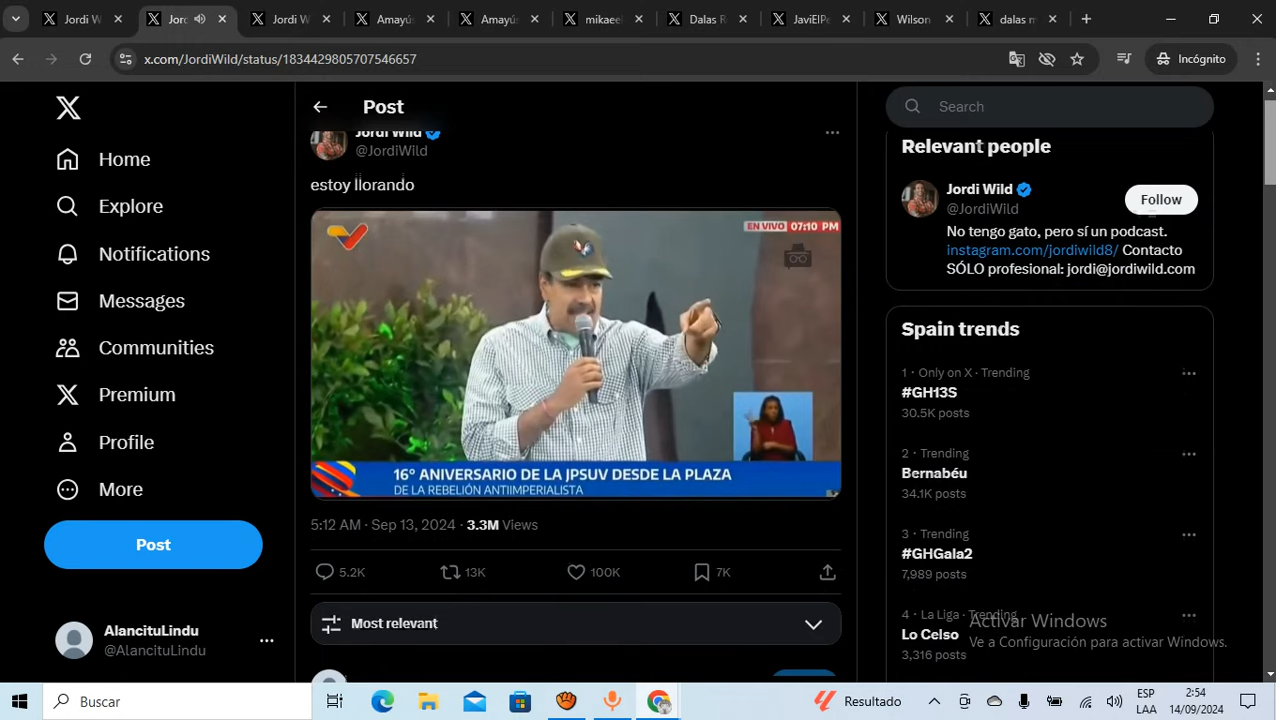 Jordi W
Jord
Jordi W
Amayús
Amayús
mikaeel
Dalas Re
JaviElPe
Wilson
dalas m
x.com/JordiWild/status/1834429805707546657
Incógnito
Home
Explore
Notifications
Messages
Communities
Premium
Profile
More
Post
AlancituLindu
@AlancituLindu
Post
Jordi Wild
@JordiWild
estoy llorando
EN VIVO 07:10 PM
16° ANIVERSARIO DE LA JPSUV DESDE LA PLAZA
DE LA REBELIÓN ANTIIMPERIALISTA
5:12 AM · Sep 13, 2024 · 3.3M Views
5.2K 13K 100K 7K
Most relevant
Search
Relevant people
Jordi Wild
@JordiWild
Follow
No tengo gato, pero sí un podcast.
instagram.com/jordiwild8/ Contacto
SÓLO profesional: jordi@jordiwild.com
Spain trends
1 · Only on X · Trending
#GH13S
30.5K posts
2 · Trending
Bernabéu
34.1K posts
3 · Trending
#GHGala2
7,989 posts
4 · La Liga · Trending
Lo Celso
3,316 posts
Activar Windows
Ve a Configuración para activar Windows.
Buscar
Resultado
ESP
LAA
2:54
14/09/2024